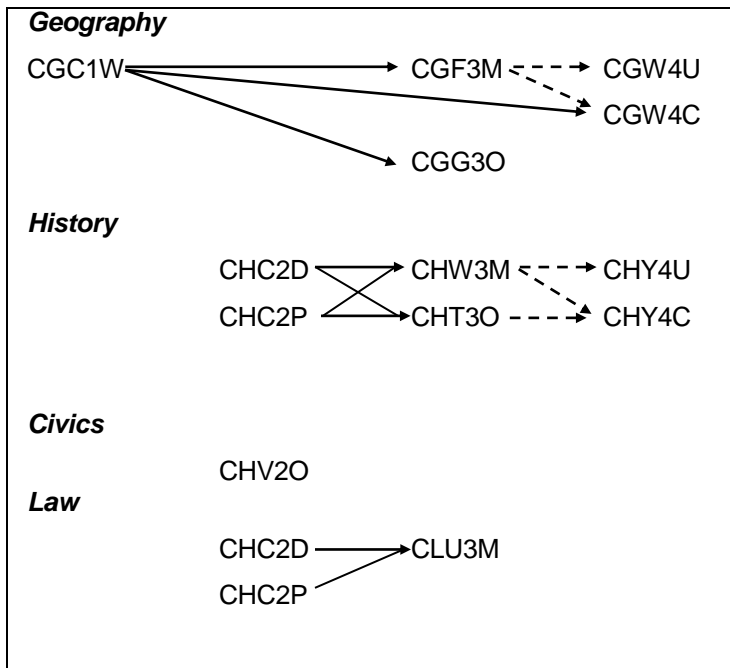 Geography
CGC1W CGF3M CGW4U
CGW4C
CGG3O
History
CHC2D CHW3M CHY4U
CHC2P CHT3O CHY4C
Civics
CHV2O
Law
CHC2D CLU3M
CHC2P